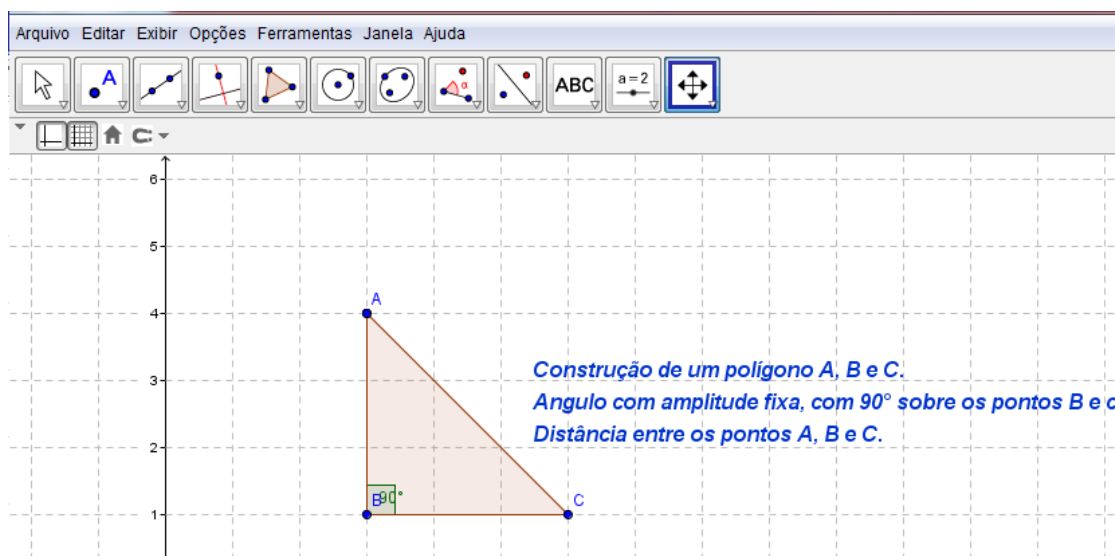 Arquivo Editar Exibir Opções Ferramentas Janela Ajuda
A α ABC a=2
6
5
4
A
3
Construção de um polígono A, B e C.
Angulo com amplitude fixa, com 90° sobre os pontos B e
Distância entre os pontos A, B e C.
2
B 90° C
1